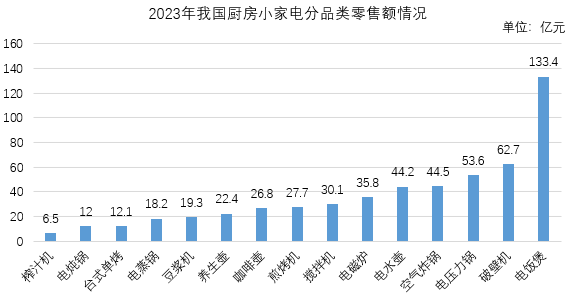 2023年我国厨房小家电分品类零售额情况
单位：亿元
160
140
120
100
80
60
40
20
0
6.5
12
12.1
18.2
19.3
22.4
26.8
27.7
30.1
35.8
44.2
44.5
53.6
62.7
133.4
榨汁机
电炖锅
台式单烤
电蒸锅
豆浆机
养生壶
咖啡壶
煎烤机
搅拌机
电磁炉
电水壶
空气炸锅
电压力锅
破壁机
电饭煲